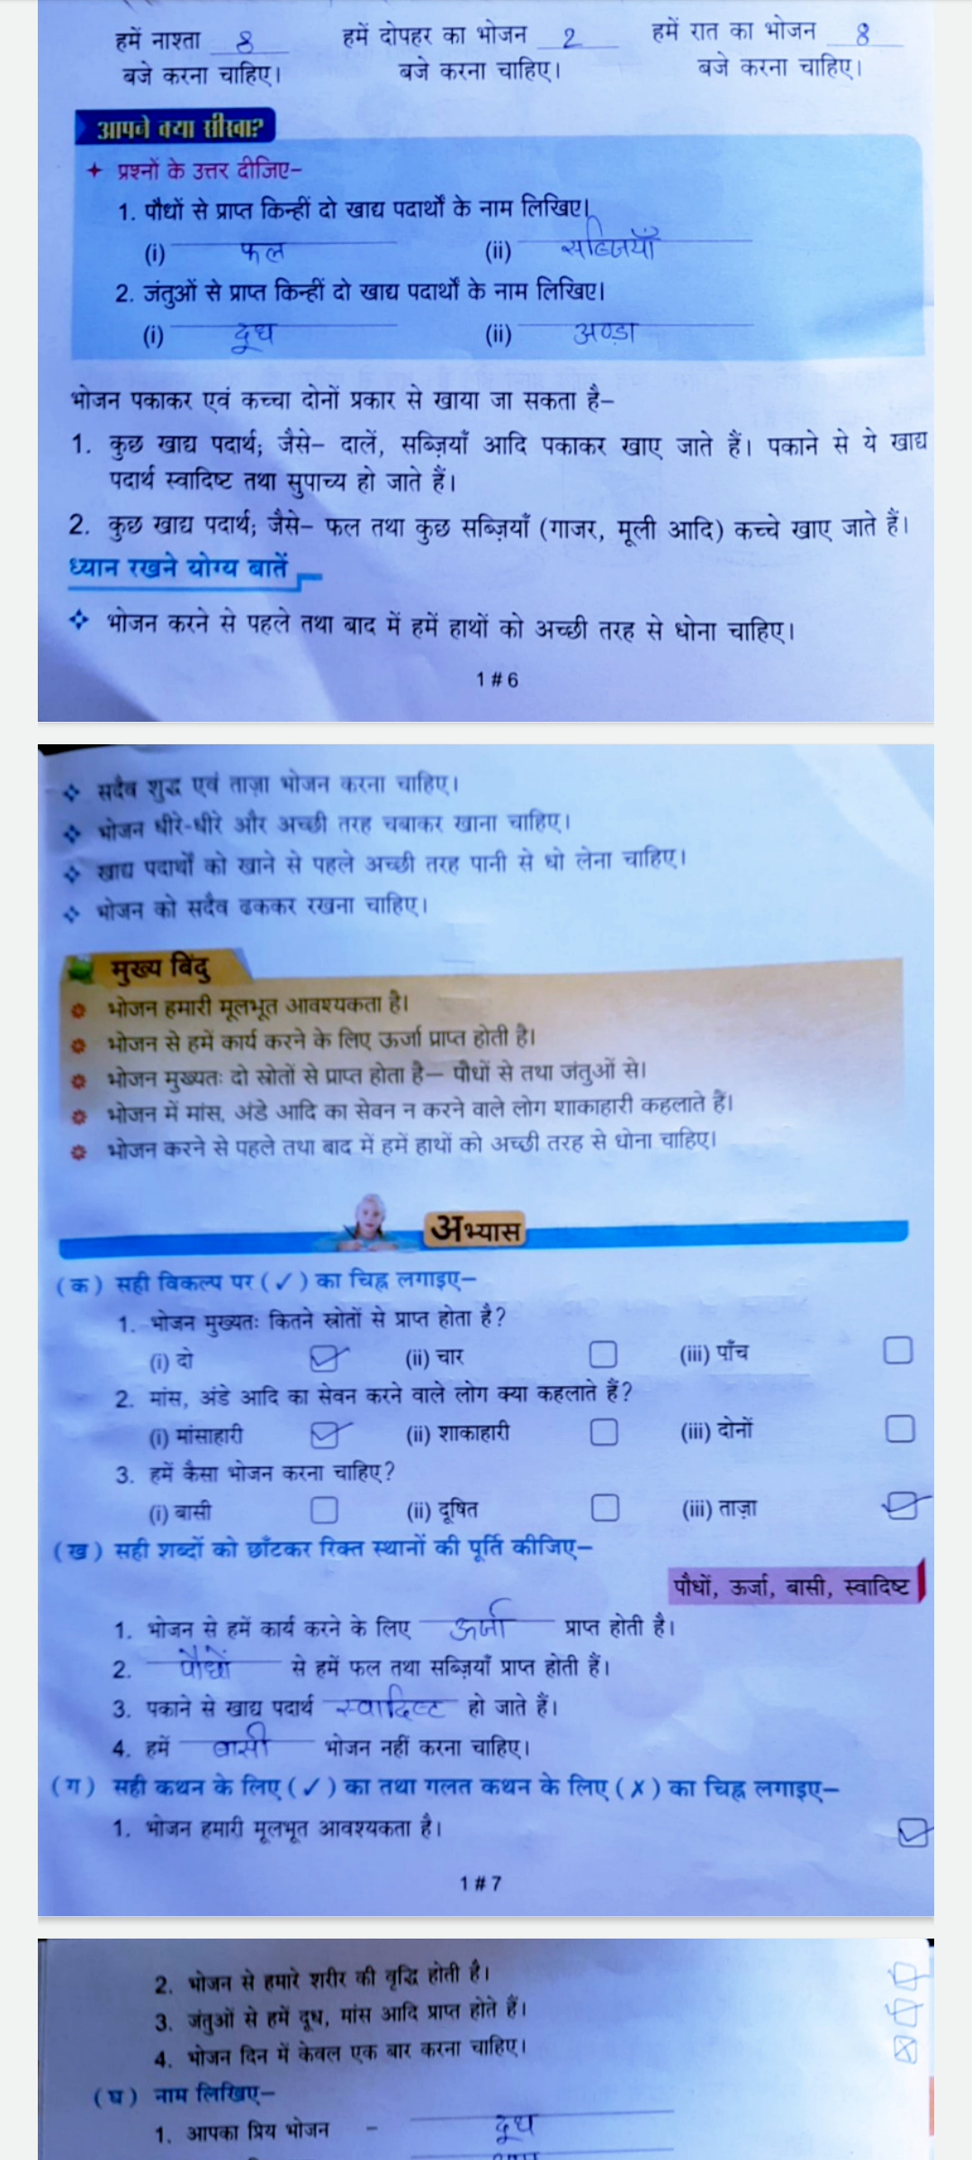 हमें नाश्ता 8 हमें दोपहर का भोजन 2 हमें रात का भोजन 8
बजे करना चाहिए। बजे करना चाहिए। बजे करना चाहिए।
आपने क्या सीखा?
+ प्रश्नों के उत्तर दीजिए-
1. पौधों से प्राप्त किन्हीं दो खाद्य पदार्थों के नाम लिखिए।
(i) फल (ii) सब्जियाँ
2. जंतुओं से प्राप्त किन्हीं दो खाद्य पदार्थों के नाम लिखिए।
(i) दूध (ii) अण्ड़ा
भोजन पकाकर एवं कच्चा दोनों प्रकार से खाया जा सकता है-
1. कुछ खाद्य पदार्थ; जैसे- दालें, सब्ज़ियाँ आदि पकाकर खाए जाते हैं। पकाने से ये खाद्य
पदार्थ स्वादिष्ट तथा सुपाच्य हो जाते हैं।
2. कुछ खाद्य पदार्थ; जैसे- फल तथा कुछ सब्ज़ियाँ (गाजर, मूली आदि) कच्चे खाए जाते हैं।
ध्यान रखने योग्य बातें
❖ भोजन करने से पहले तथा बाद में हमें हाथों को अच्छी तरह से धोना चाहिए।
1 # 6
❖ सदैव शुद्ध एवं ताज़ा भोजन करना चाहिए।
❖ भोजन धीरे-धीरे और अच्छी तरह चबाकर खाना चाहिए।
❖ खाद्य पदार्थों को खाने से पहले अच्छी तरह पानी से धो लेना चाहिए।
❖ भोजन को सदैव ढककर रखना चाहिए।
मुख्य बिंदु
भोजन हमारी मूलभूत आवश्यकता है।
भोजन से हमें कार्य करने के लिए ऊर्जा प्राप्त होती है।
भोजन मुख्यतः दो स्रोतों से प्राप्त होता है— पौधों से तथा जंतुओं से।
भोजन में मांस, अंडे आदि का सेवन न करने वाले लोग शाकाहारी कहलाते हैं।
भोजन करने से पहले तथा बाद में हमें हाथों को अच्छी तरह से धोना चाहिए।
अभ्यास
(क) सही विकल्प पर (✓) का चिह्न लगाइए-
1. भोजन मुख्यतः कितने स्रोतों से प्राप्त होता है?
(i) दो ✓ (ii) चार (iii) पाँच
2. मांस, अंडे आदि का सेवन करने वाले लोग क्या कहलाते हैं?
(i) मांसाहारी ✓ (ii) शाकाहारी (iii) दोनों
3. हमें कैसा भोजन करना चाहिए?
(i) बासी (ii) दूषित (iii) ताज़ा ✓
(ख) सही शब्दों को छाँटकर रिक्त स्थानों की पूर्ति कीजिए-
पौधों, ऊर्जा, बासी, स्वादिष्ट
1. भोजन से हमें कार्य करने के लिए ऊर्जा प्राप्त होती है।
2. पौधों से हमें फल तथा सब्ज़ियाँ प्राप्त होती हैं।
3. पकाने से खाद्य पदार्थ स्वादिष्ट हो जाते हैं।
4. हमें बासी भोजन नहीं करना चाहिए।
(ग) सही कथन के लिए (✓) का तथा गलत कथन के लिए (✗) का चिह्न लगाइए-
1. भोजन हमारी मूलभूत आवश्यकता है। ✓
1 # 7
2. भोजन से हमारे शरीर की वृद्धि होती है।
3. जंतुओं से हमें दूध, मांस आदि प्राप्त होते हैं।
4. भोजन दिन में केवल एक बार करना चाहिए। ✗
(घ) नाम लिखिए-
1. आपका प्रिय भोजन - दूध